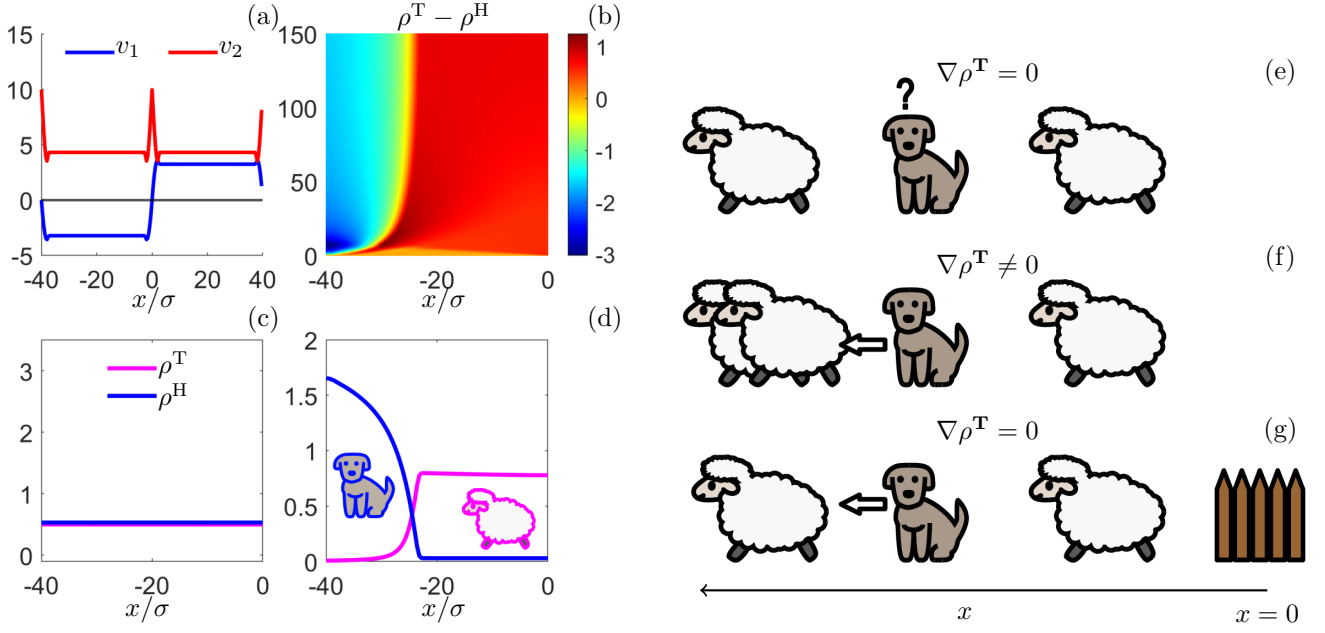 (a)
15
10
5
0
-5
v₁
v₂
-40 -20 0 20 40
x/σ
ρᵀ − ρᴴ
(b)
150
100
50
0
-40 -20 0
x/σ
1
0
-1
-2
-3
(c)
3
2
1
0
ρᵀ
ρᴴ
-40 -20 0
x/σ
(d)
2
1.5
1
0.5
0
-40 -20 0
x/σ
∇ρᵀ = 0
(e)
?
∇ρᵀ ≠ 0
(f)
∇ρᵀ = 0
(g)
x
x = 0